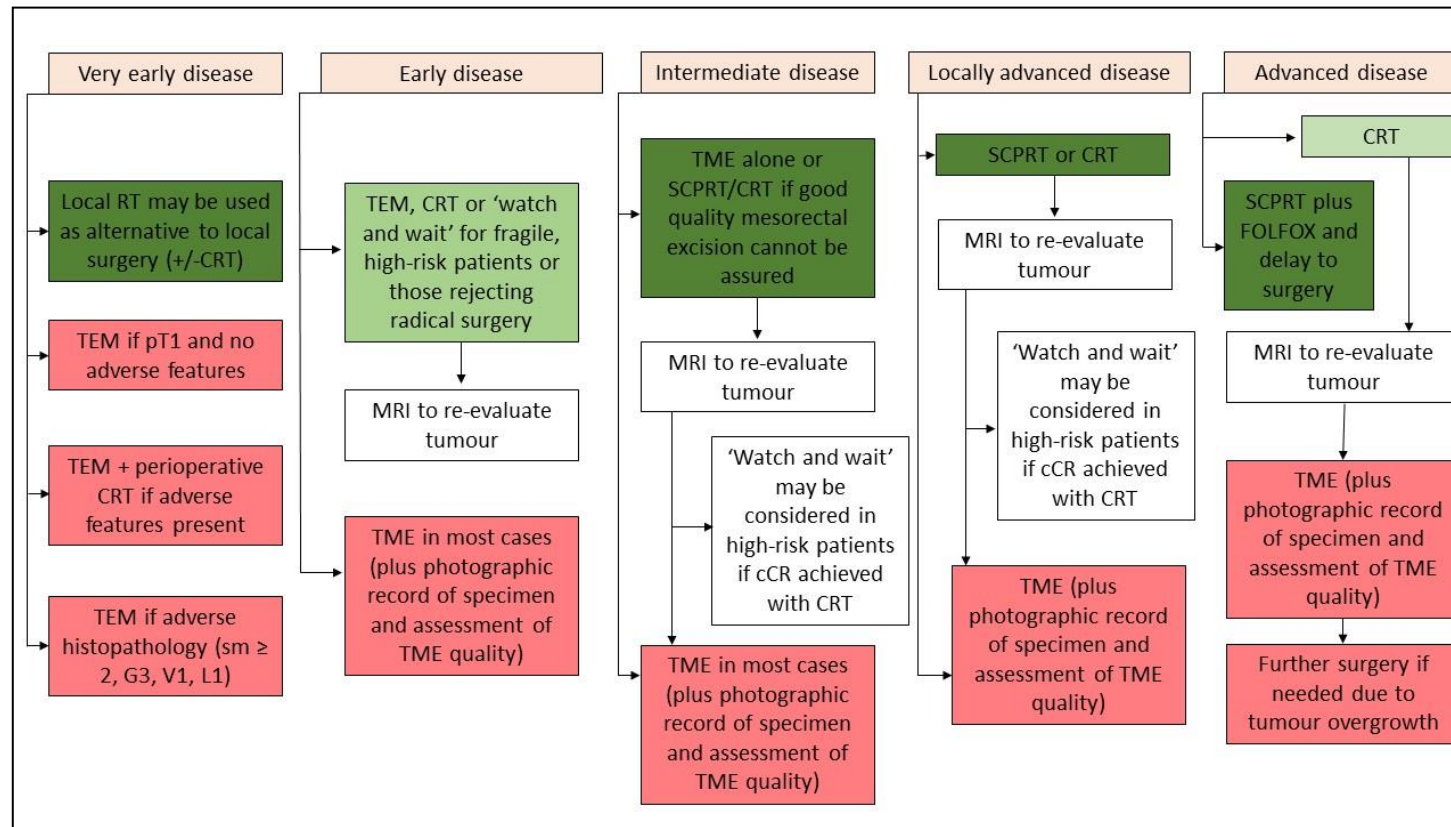 Very early disease
Local RT may be used
as alternative to local
surgery (+/-CRT)
TEM if pT1 and no
adverse features
TEM + perioperative
CRT if adverse
features present
TEM if adverse
histopathology (sm ≥
2, G3, V1, L1)
Early disease
TEM, CRT or ‘watch
and wait’ for fragile,
high-risk patients or
those rejecting
radical surgery
MRI to re-evaluate
tumour
TME in most cases
(plus photographic
record of specimen
and assessment of
TME quality)
Intermediate disease
TME alone or
SCPRT/CRT if good
quality mesorectal
excision cannot be
assured
MRI to re-evaluate
tumour
‘Watch and wait’
may be
considered in
high-risk patients
if cCR achieved
with CRT
TME in most cases
(plus photographic
record of specimen
and assessment of
TME quality)
Locally advanced disease
SCPRT or CRT
MRI to re-evaluate
tumour
‘Watch and wait’
may be
considered in
high-risk patients
if cCR achieved
with CRT
TME (plus
photographic record
of specimen and
assessment of TME
quality)
Advanced disease
CRT
SCPRT plus
FOLFOX and
delay to
surgery
MRI to re-evaluate
tumour
TME (plus
photographic record
of specimen and
assessment of TME
quality)
Further surgery if
needed due to
tumour overgrowth